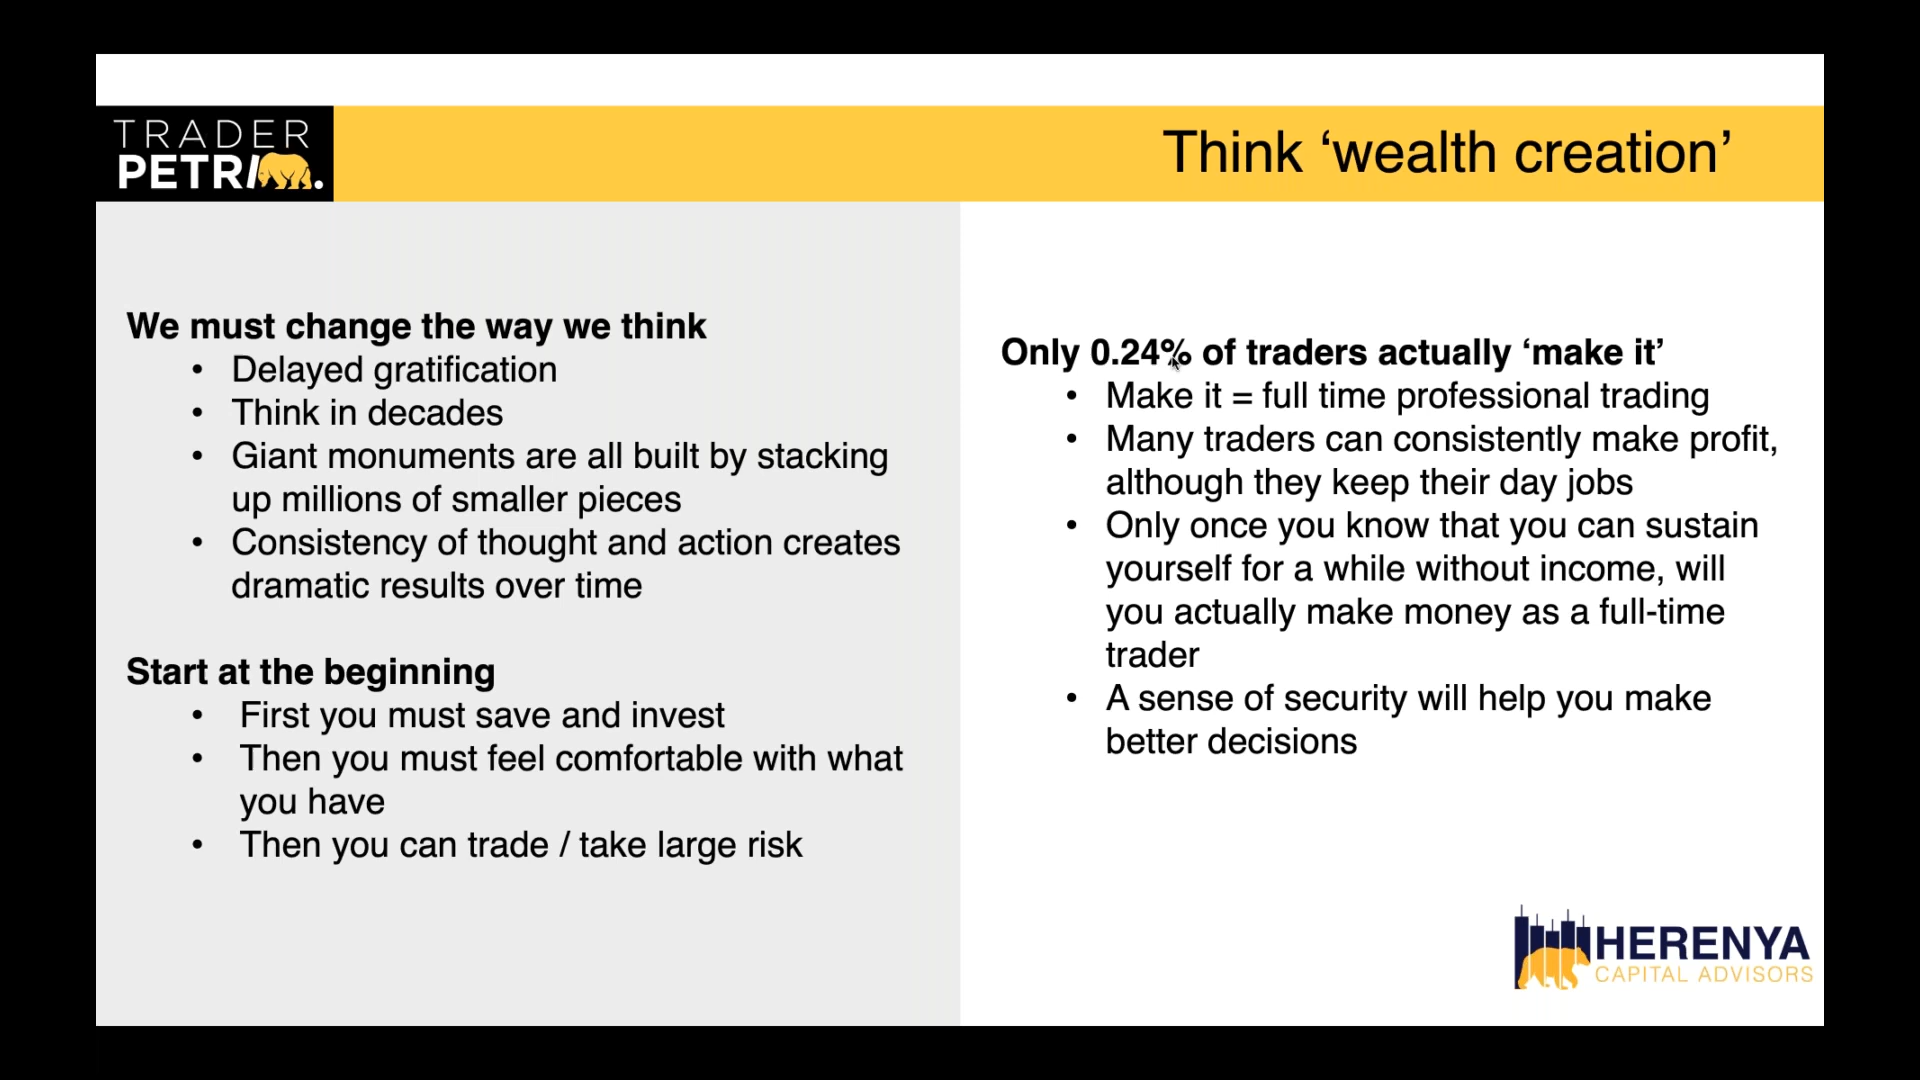 TRADER
PETRI
Think ‘wealth creation’
We must change the way we think
• Delayed gratification
• Think in decades
• Giant monuments are all built by stacking
up millions of smaller pieces
• Consistency of thought and action creates
dramatic results over time
Start at the beginning
• First you must save and invest
• Then you must feel comfortable with what
you have
• Then you can trade / take large risk
Only 0.24% of traders actually ‘make it’
• Make it = full time professional trading
• Many traders can consistently make profit,
although they keep their day jobs
• Only once you know that you can sustain
yourself for a while without income, will
you actually make money as a full-time
trader
• A sense of security will help you make
better decisions
HERENYA
CAPITAL ADVISORS